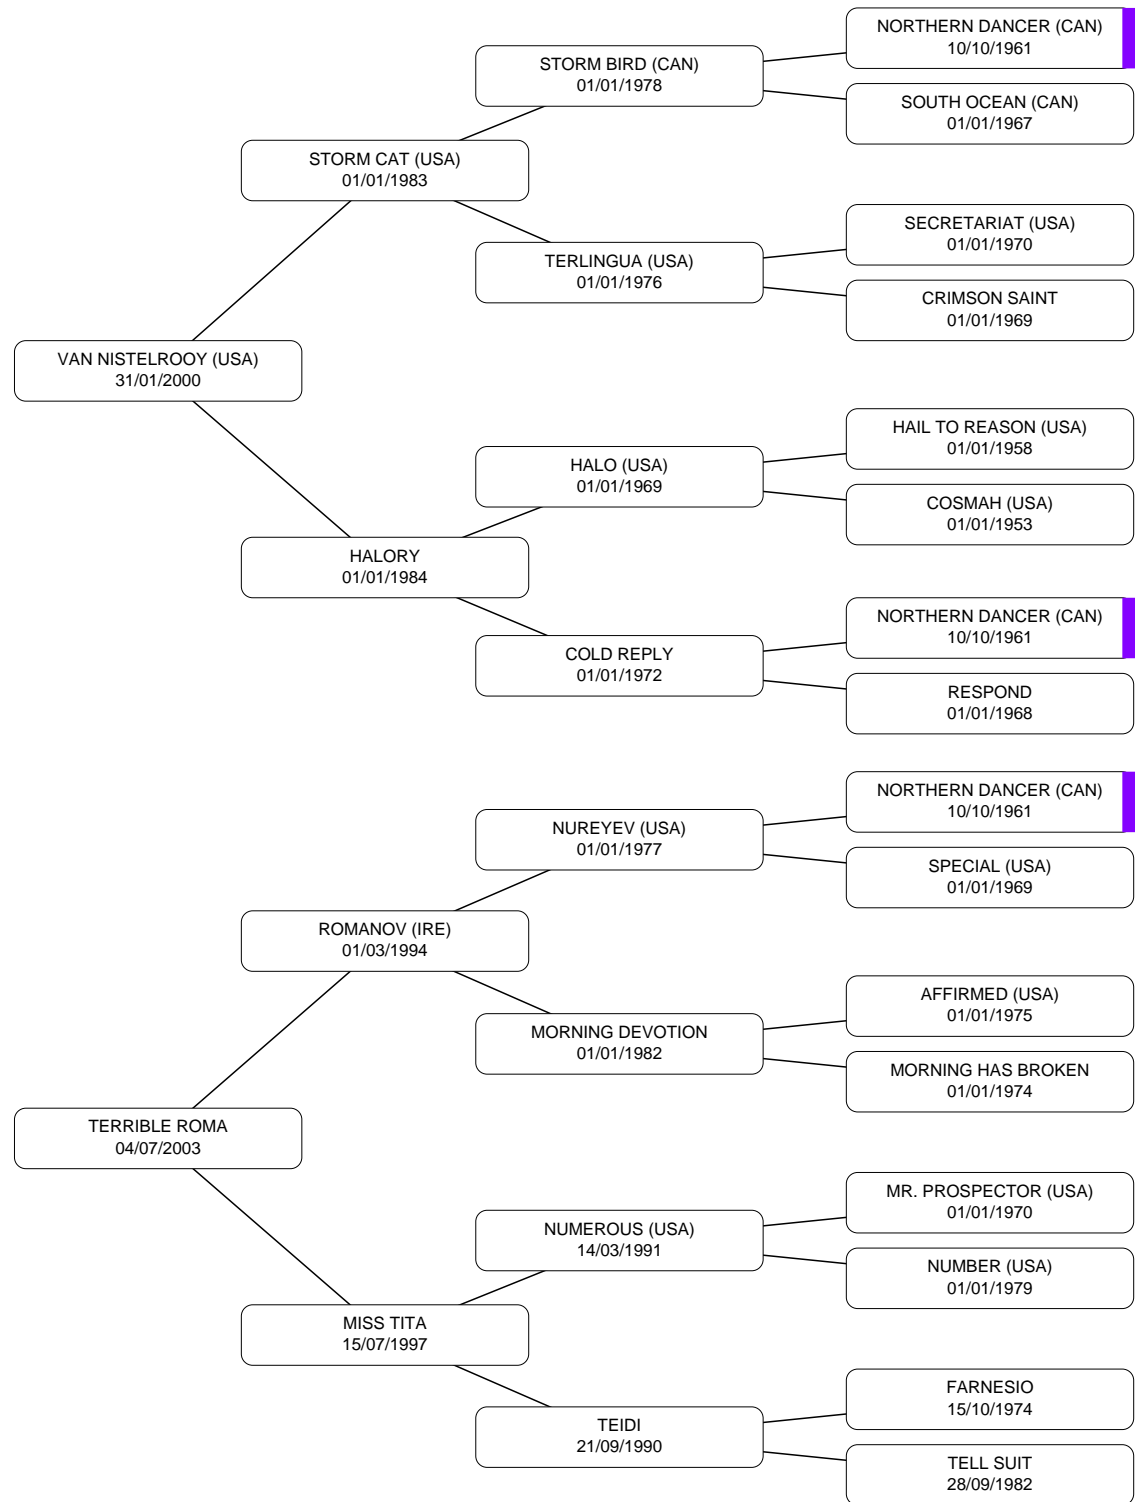 NORTHERN DANCER (CAN)
10/10/1961
STORM BIRD (CAN)
01/01/1978
SOUTH OCEAN (CAN)
01/01/1967
STORM CAT (USA)
01/01/1983
SECRETARIAT (USA)
01/01/1970
TERLINGUA (USA)
01/01/1976
CRIMSON SAINT
01/01/1969
VAN NISTELROOY (USA)
31/01/2000
HAIL TO REASON (USA)
01/01/1958
HALO (USA)
01/01/1969
COSMAH (USA)
01/01/1953
HALORY
01/01/1984
NORTHERN DANCER (CAN)
10/10/1961
COLD REPLY
01/01/1972
RESPOND
01/01/1968
NORTHERN DANCER (CAN)
10/10/1961
NUREYEV (USA)
01/01/1977
SPECIAL (USA)
01/01/1969
ROMANOV (IRE)
01/03/1994
AFFIRMED (USA)
01/01/1975
MORNING DEVOTION
01/01/1982
MORNING HAS BROKEN
01/01/1974
TERRIBLE ROMA
04/07/2003
MR. PROSPECTOR (USA)
01/01/1970
NUMEROUS (USA)
14/03/1991
NUMBER (USA)
01/01/1979
MISS TITA
15/07/1997
FARNESIO
15/10/1974
TEIDI
21/09/1990
TELL SUIT
28/09/1982